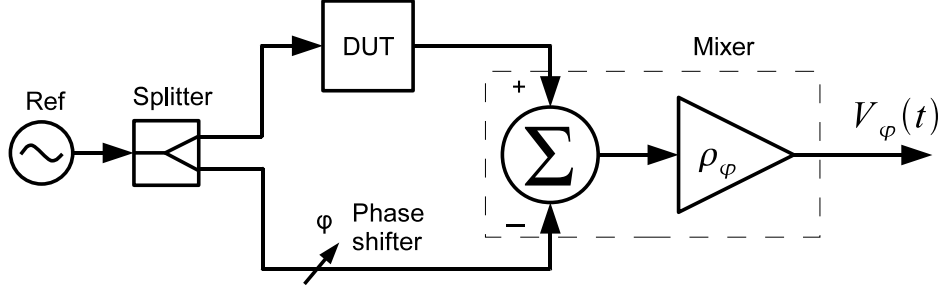 DUT
Mixer
Ref
Splitter
+
Σ
ρ_φ
V_φ(t)
−
φ
Phase
shifter